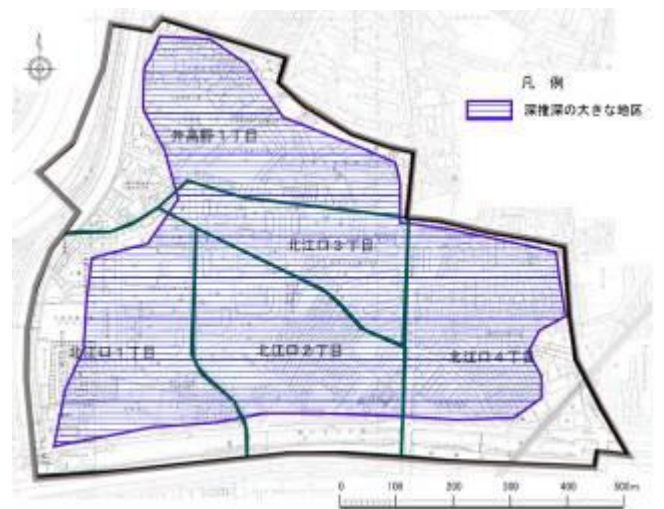 凡 例
深推深の大きな地区
井高野1丁目
北江口3丁目
北江口1丁目
北江口2丁目
北江口4丁目
0 100 200 300 400 500m